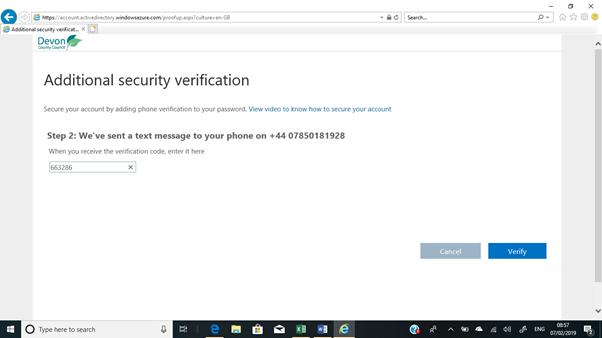 https://account.activedirectory.windowsazure.com/proofup.aspx?culture=en-GB
Search...
Additional security verificat...
Devon
County Council
Additional security verification
Secure your account by adding phone verification to your password. View video to know how to secure your account
Step 2: We've sent a text message to your phone on +44 07850181928
When you receive the verification code, enter it here
663286
Cancel
Verify
Type here to search
ENG
08:57
07/02/2019